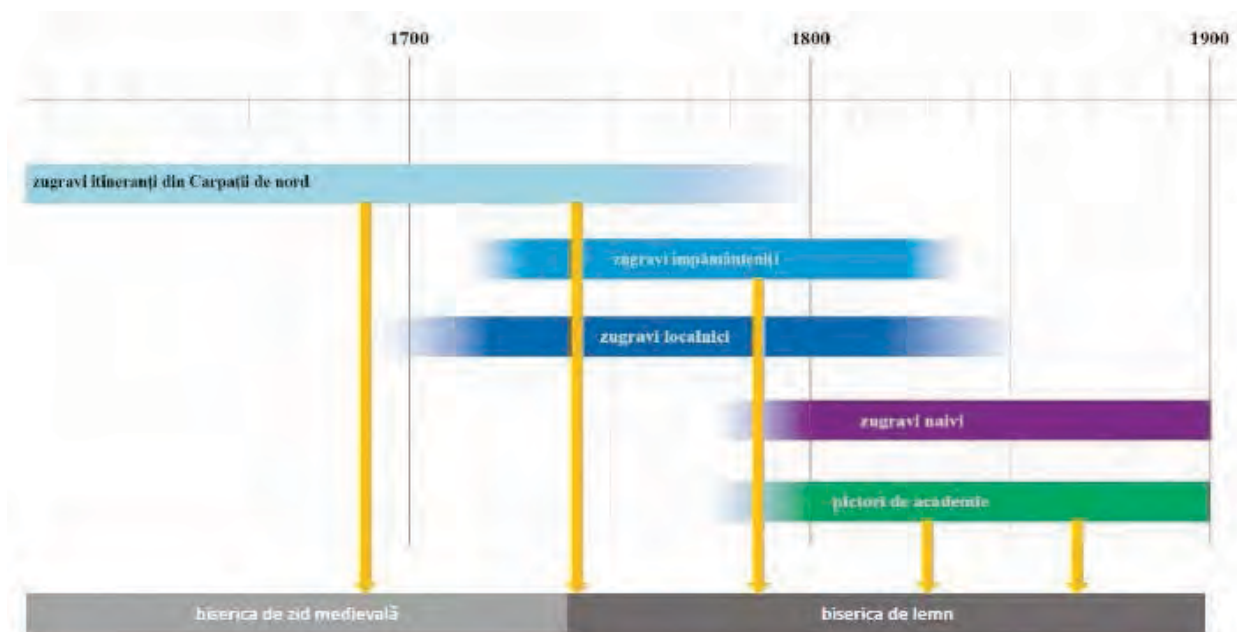 1700 1800 1900
zugravi itineranți din Carpații de nord
zugravi împământeniți
zugravi localnici
zugravi naivi
pictori de academie
biserica de zid medievală biserica de lemn